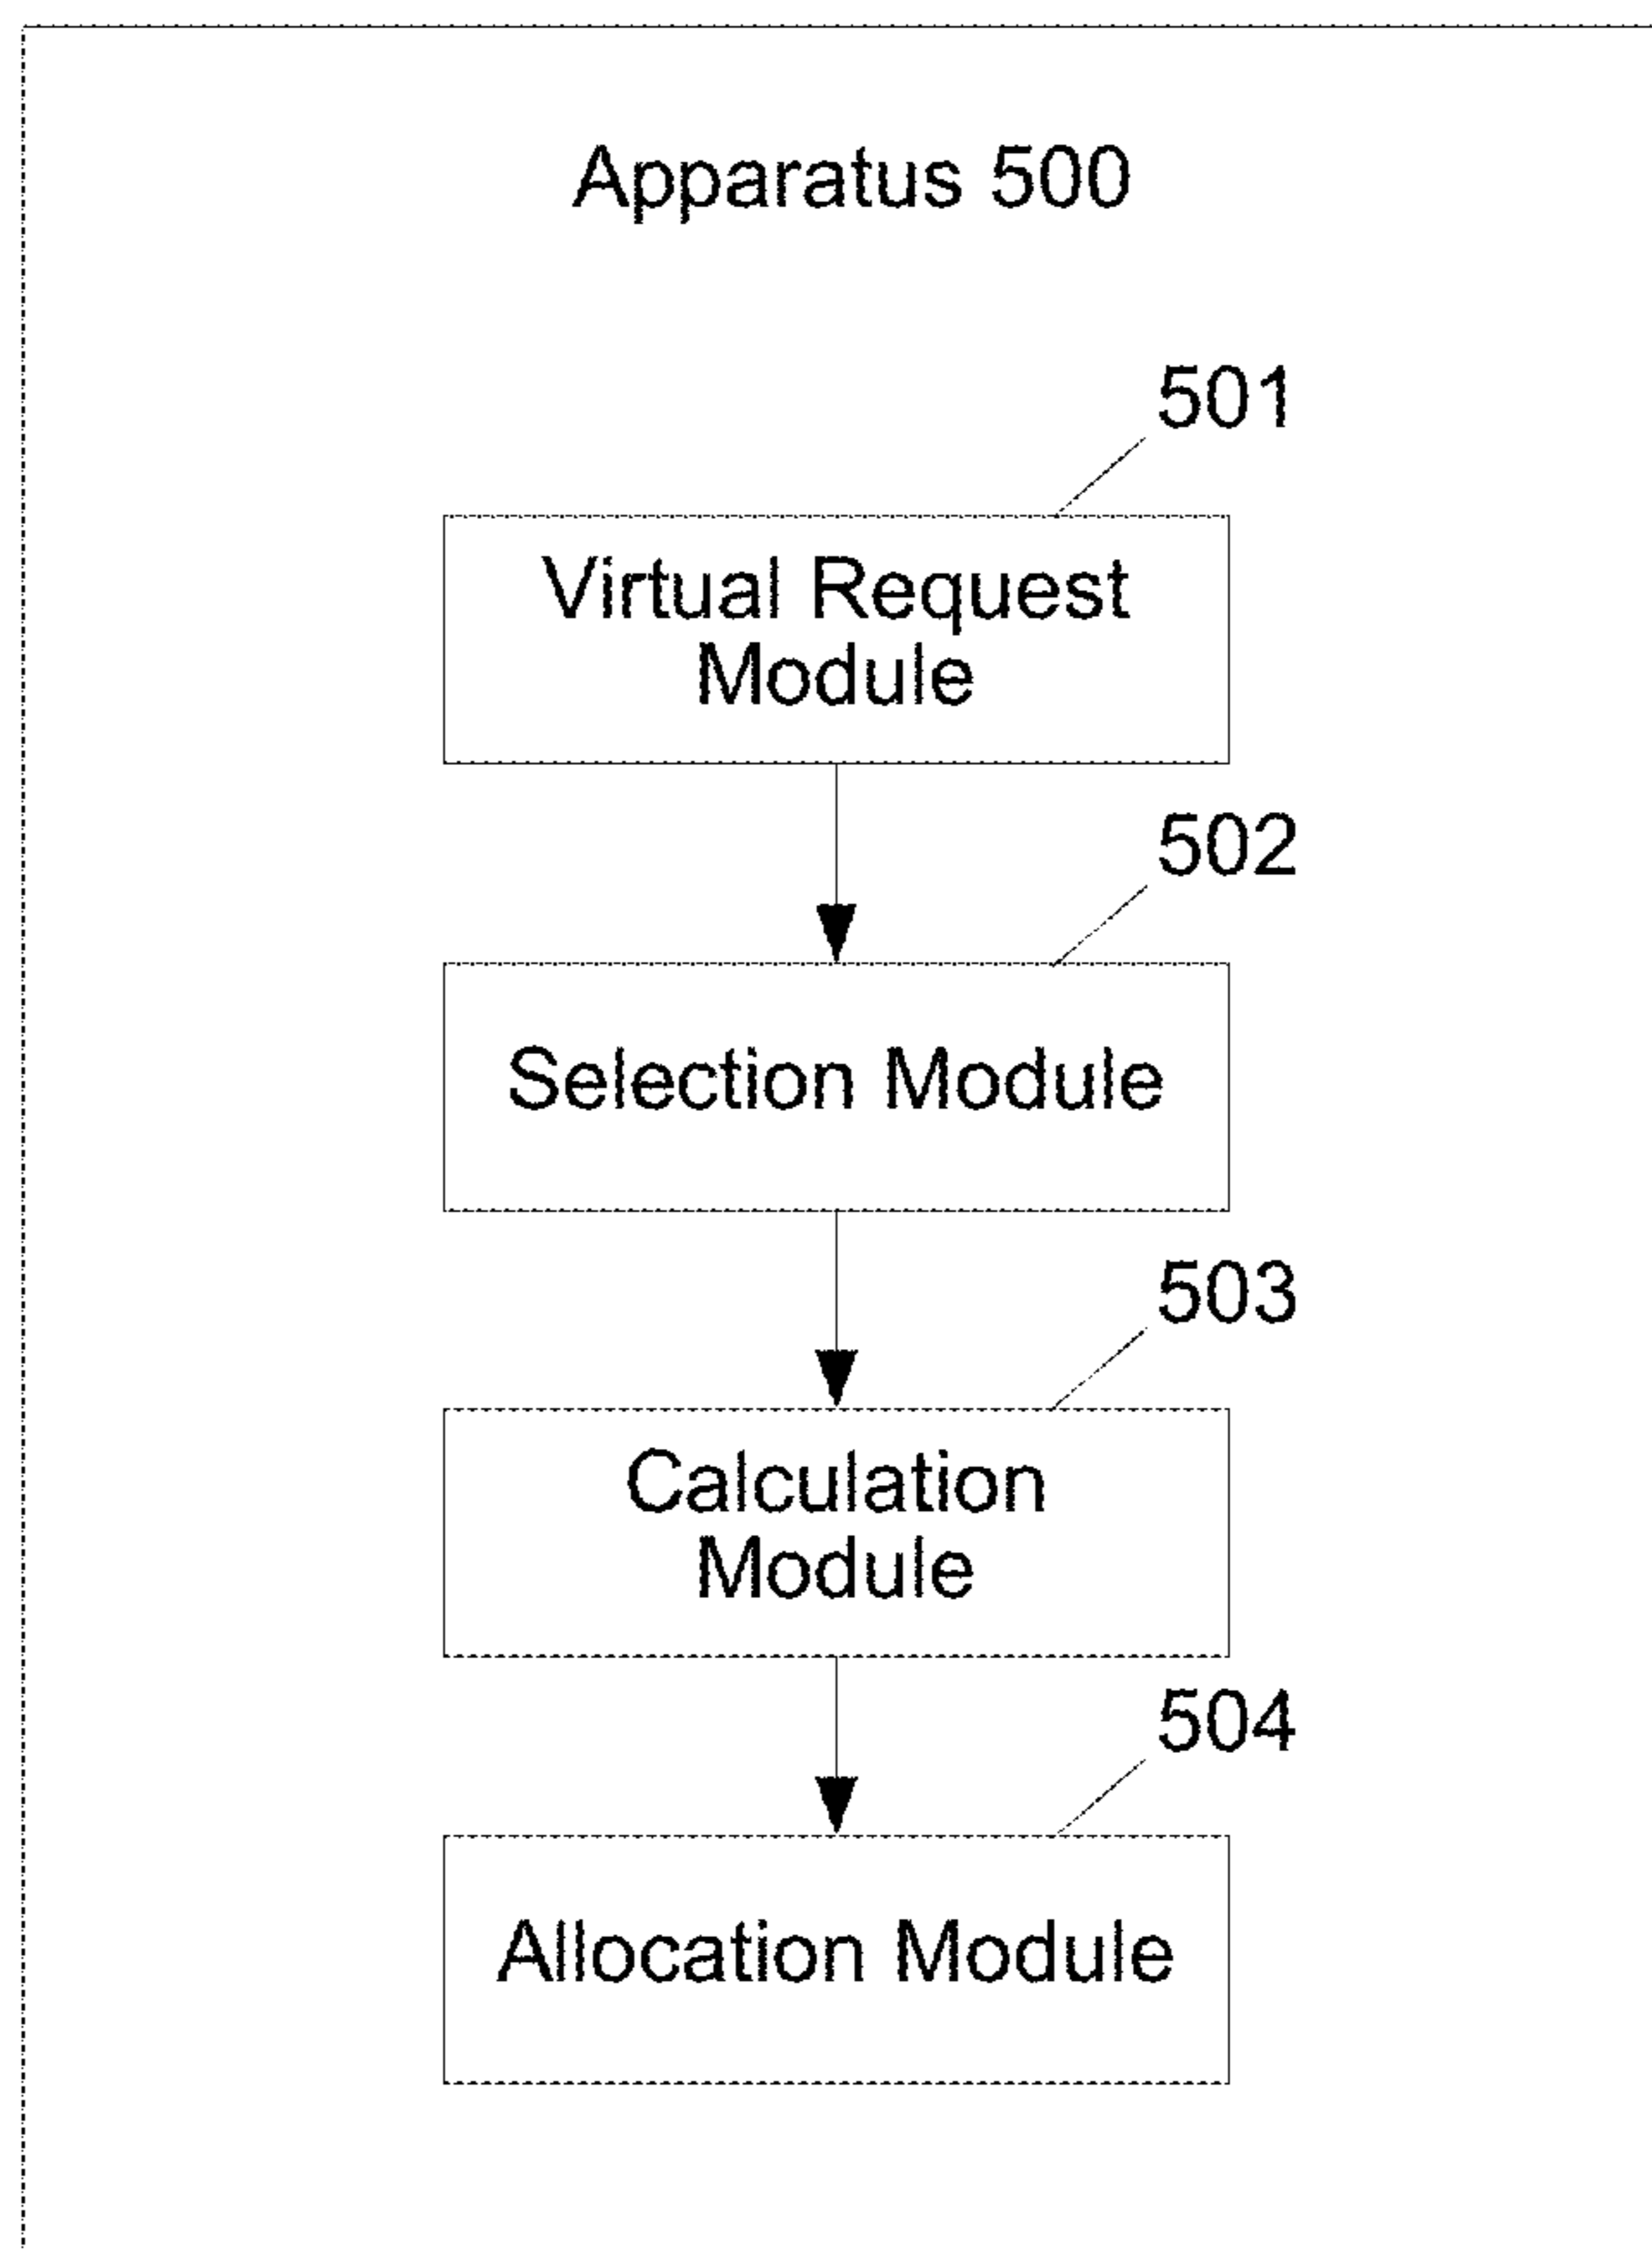 Apparatus 500
501
Virtual Request
Module
502
Selection Module
503
Calculation
Module
504
Allocation Module